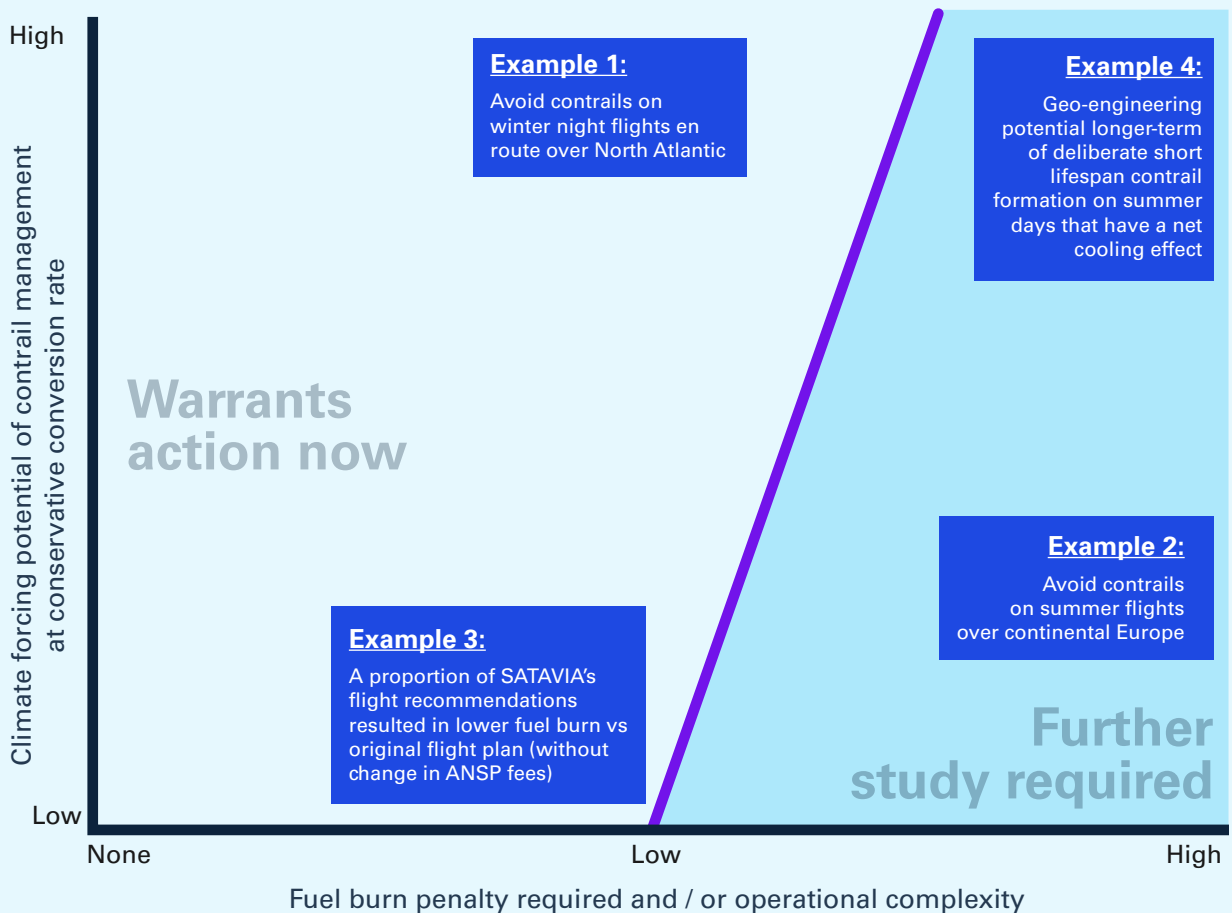 High
Climate forcing potential of contrail management
at conservative conversion rate
Example 1:
Avoid contrails on
winter night flights en
route over North Atlantic
Example 4:
Geo-engineering
potential longer-term
of deliberate short
lifespan contrail
formation on summer
days that have a net
cooling effect
Warrants
action now
Example 2:
Avoid contrails
on summer flights
over continental Europe
Example 3:
A proportion of SATAVIA’s
flight recommendations
resulted in lower fuel burn vs
original flight plan (without
change in ANSP fees)
Further
study required
Low
None
Low
High
Fuel burn penalty required and / or operational complexity